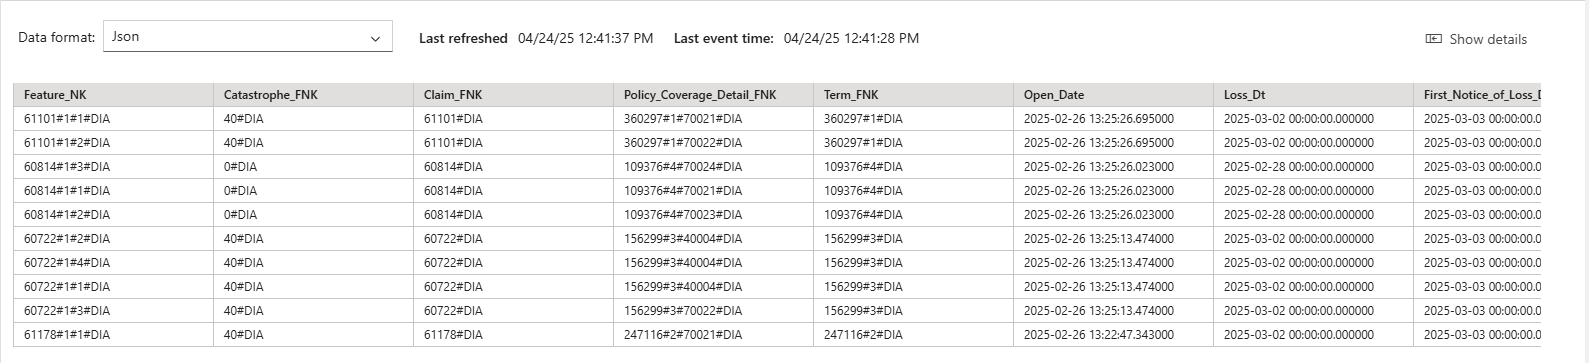 Data format: Json Last refreshed 04/24/25 12:41:37 PM Last event time: 04/24/25 12:41:28 PM Show details
Feature_NK Catastrophe_FNK Claim_FNK Policy_Coverage_Detail_FNK Term_FNK Open_Date Loss_Dt First_Notice_of_Loss_D
61101#1#1#DIA 40#DIA 61101#DIA 360297#1#70021#DIA 360297#1#DIA 2025-02-26 13:25:26.695000 2025-03-02 00:00:00.000000 2025-03-03 00:00:00.0
61101#1#2#DIA 40#DIA 61101#DIA 360297#1#70022#DIA 360297#1#DIA 2025-02-26 13:25:26.695000 2025-03-02 00:00:00.000000 2025-03-03 00:00:00.0
60814#1#3#DIA 0#DIA 60814#DIA 109376#4#70024#DIA 109376#4#DIA 2025-02-26 13:25:26.023000 2025-02-28 00:00:00.000000 2025-03-03 00:00:00.0
60814#1#1#DIA 0#DIA 60814#DIA 109376#4#70021#DIA 109376#4#DIA 2025-02-26 13:25:26.023000 2025-02-28 00:00:00.000000 2025-03-03 00:00:00.0
60814#1#2#DIA 0#DIA 60814#DIA 109376#4#70023#DIA 109376#4#DIA 2025-02-26 13:25:26.023000 2025-02-28 00:00:00.000000 2025-03-03 00:00:00.0
60722#1#2#DIA 40#DIA 60722#DIA 156299#3#40004#DIA 156299#3#DIA 2025-02-26 13:25:13.474000 2025-03-02 00:00:00.000000 2025-03-03 00:00:00.0
60722#1#4#DIA 40#DIA 60722#DIA 156299#3#40004#DIA 156299#3#DIA 2025-02-26 13:25:13.474000 2025-03-02 00:00:00.000000 2025-03-03 00:00:00.0
60722#1#1#DIA 40#DIA 60722#DIA 156299#3#40004#DIA 156299#3#DIA 2025-02-26 13:25:13.474000 2025-03-02 00:00:00.000000 2025-03-03 00:00:00.0
60722#1#3#DIA 40#DIA 60722#DIA 156299#3#70022#DIA 156299#3#DIA 2025-02-26 13:25:13.474000 2025-03-02 00:00:00.000000 2025-03-03 00:00:00.0
61178#1#1#DIA 40#DIA 61178#DIA 247116#2#70021#DIA 247116#2#DIA 2025-02-26 13:22:47.343000 2025-03-02 00:00:00.000000 2025-03-03 00:00:00.0